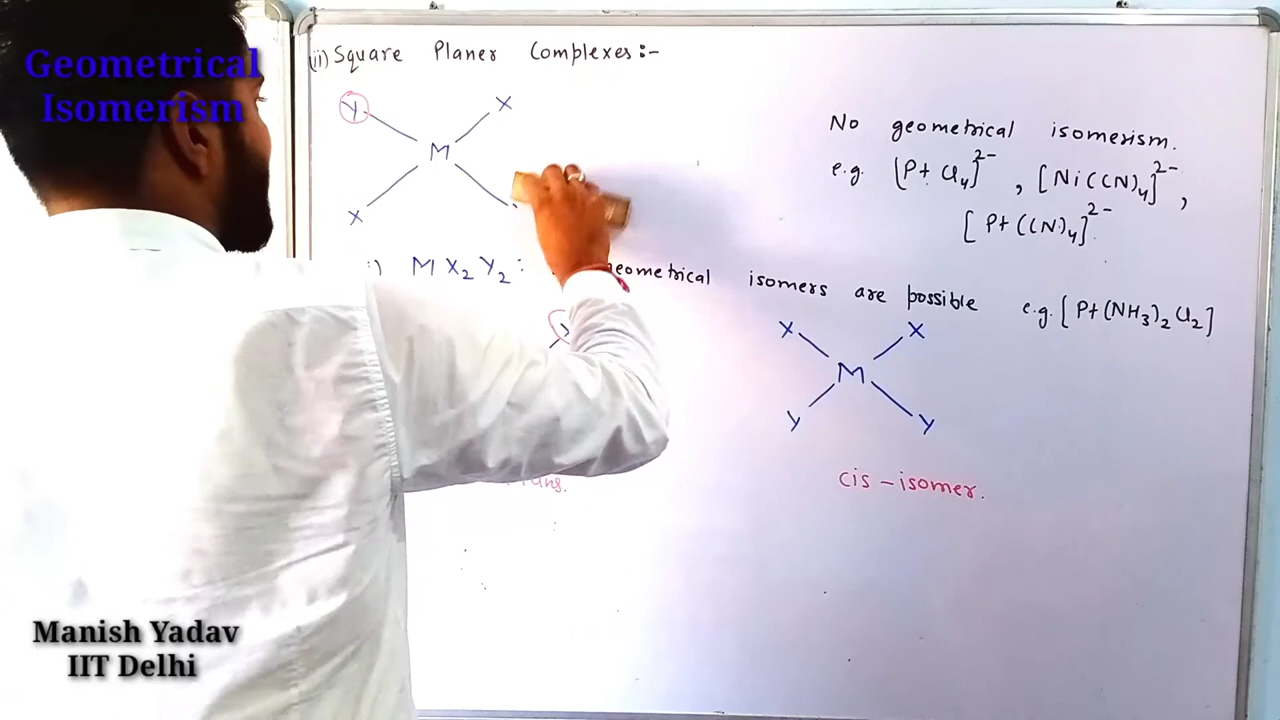 Geometrical
Isomerism
(ii) Square Planer Complexes:-
Y X
M
X
No geometrical isomerism.
e.g. [Pt Cl4]2-, [Ni(CN)4]2-,
[Pt(CN)4]2-
M X2 Y2: geometrical isomers are possible e.g. [Pt(NH3)2Cl2]
X X
M
Y Y
cis-isomer.
Manish Yadav
IIT Delhi